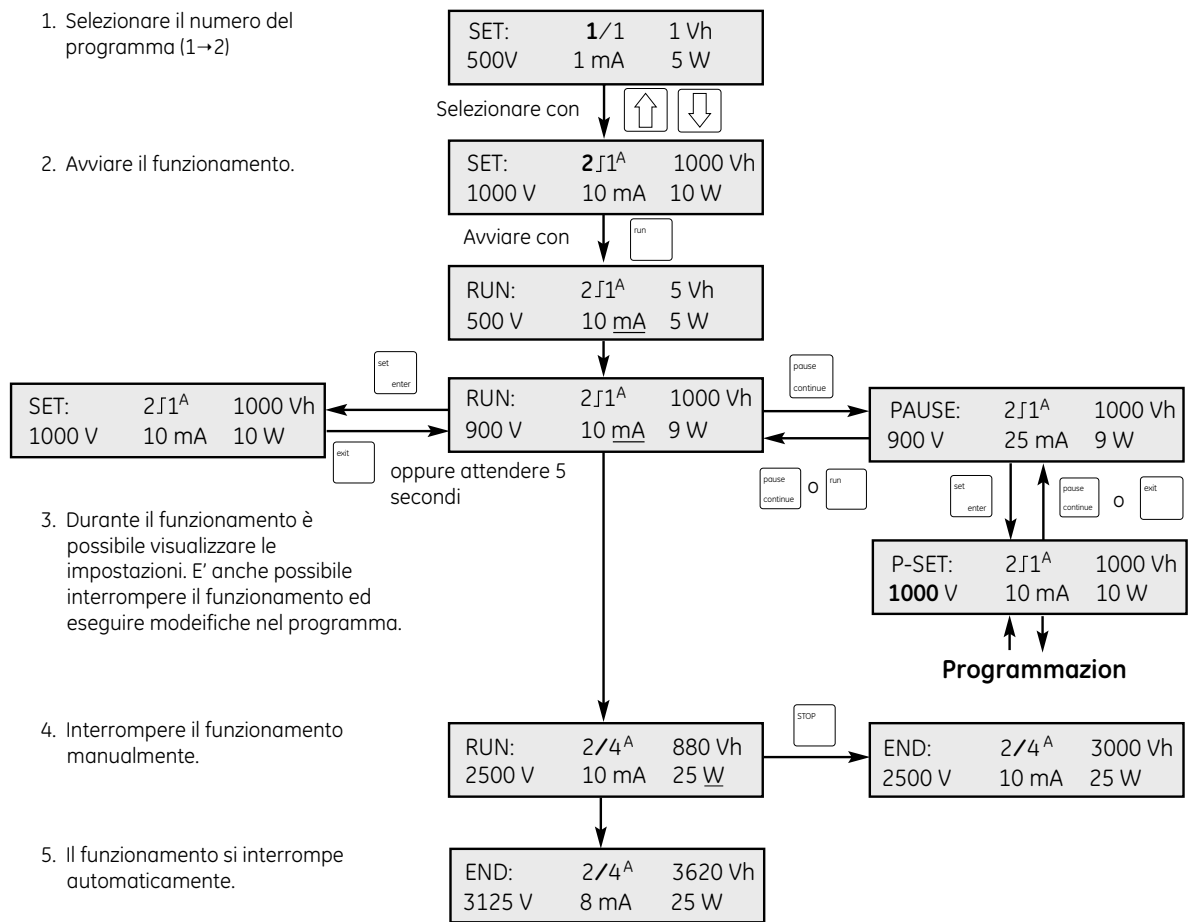 1. Selezionare il numero del
programma (1→2)
SET: 1/1 1 Vh
500V 1 mA 5 W
Selezionare con
2. Avviare il funzionamento.
SET: 2⌠1A 1000 Vh
1000 V 10 mA 10 W
Avviare con
run
RUN: 2⌠1A 5 Vh
500 V 10 mA 5 W
set
enter
pause
continue
SET: 2⌠1A 1000 Vh
1000 V 10 mA 10 W
RUN: 2⌠1A 1000 Vh
900 V 10 mA 9 W
PAUSE: 2⌠1A 1000 Vh
900 V 25 mA 9 W
exit
oppure attendere 5
secondi
pause
continue
o
run
set
enter
pause
continue
o
exit
3. Durante il funzionamento è
possibile visualizzare le
impostazioni. E' anche possibile
interrompere il funzionamento ed
eseguire modeifiche nel programma.
P-SET: 2⌠1A 1000 Vh
1000 V 10 mA 10 W
Programmazion
4. Interrompere il funzionamento
manualmente.
RUN: 2/4A 880 Vh
2500 V 10 mA 25 W
STOP
END: 2/4A 3000 Vh
2500 V 10 mA 25 W
5. Il funzionamento si interrompe
automaticamente.
END: 2/4A 3620 Vh
3125 V 8 mA 25 W